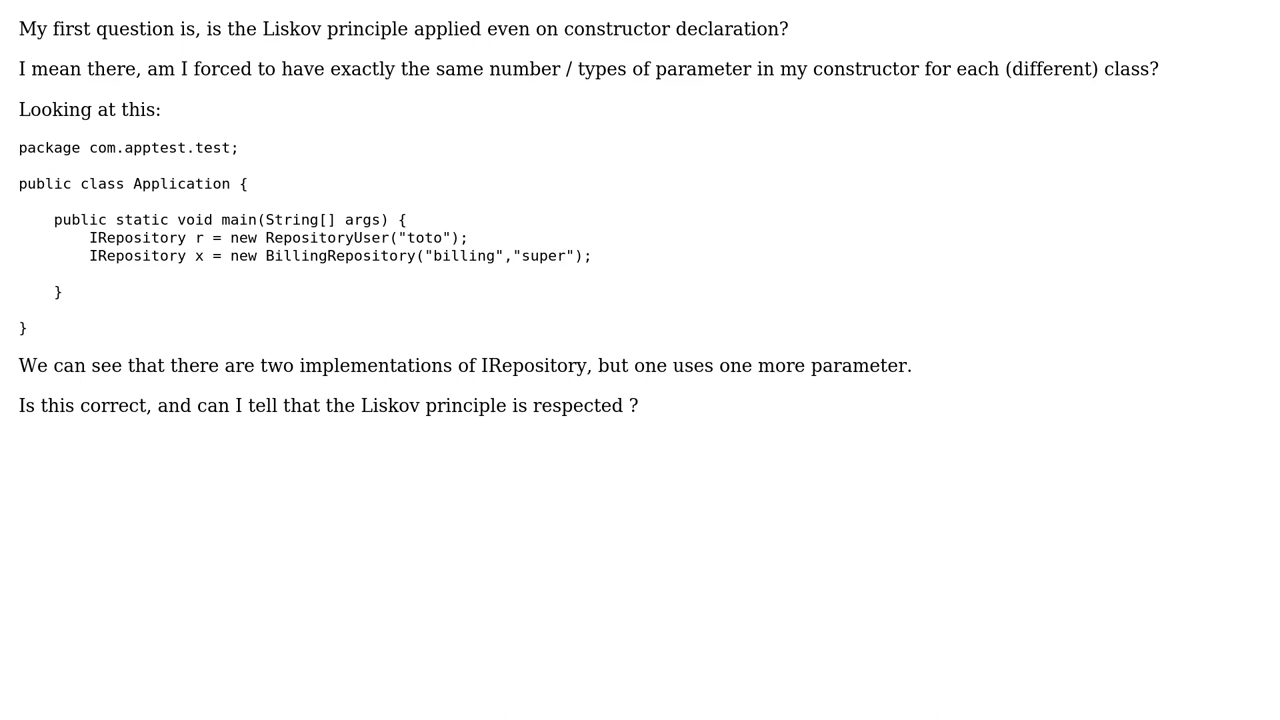 My first question is, is the Liskov principle applied even on constructor declaration?
I mean there, am I forced to have exactly the same number / types of parameter in my constructor for each (different) class?
Looking at this:
package com.apptest.test;
public class Application {
    public static void main(String[] args) {
        IRepository r = new RepositoryUser("toto");
        IRepository x = new BillingRepository("billing","super");
    }
}
We can see that there are two implementations of IRepository, but one uses one more parameter.
Is this correct, and can I tell that the Liskov principle is respected ?